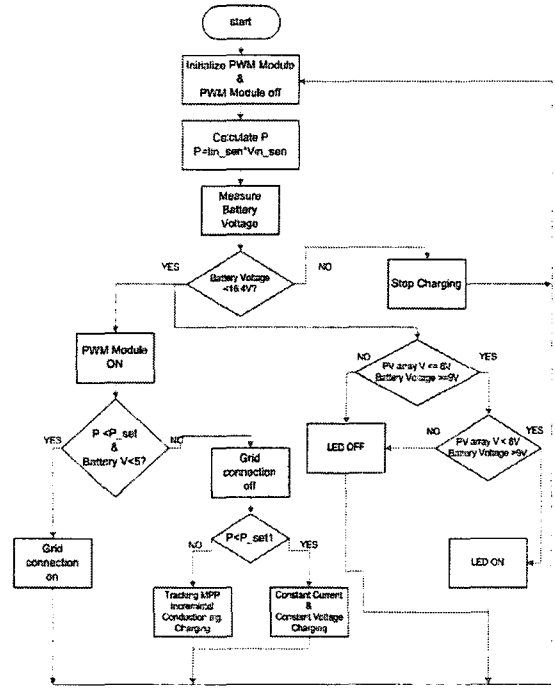 start
Initialize PWM Module
&
PWM Module off
Calculate P
P=Iin_sen*Vin_sen
Measure
Battery
Voltage
YES
Battery Voltage
<16.4V?
NO
Stop Charging
PWM Module
ON
NO
PV array V <= 8V
Battery Voltage >=9V
YES
YES
P <P_set
&
Battery V<5?
NO
Grid
connection
off
LED OFF
NO
PV array V < 8V
Battery Voltage >9V
YES
Grid
connection
on
NO
P<P_set1
YES
LED ON
Tracking MPP
Incremental
Conduction
Charging
Constant Current
&
Constant Voltage
Charging